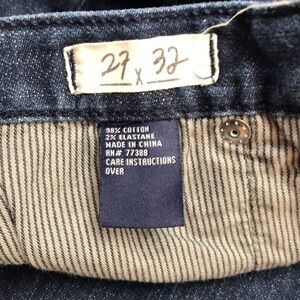 27 x 32
98% COTTON
2% ELASTANE
MADE IN CHINA
RN# 77388
CARE INSTRUCTIONS
OVER